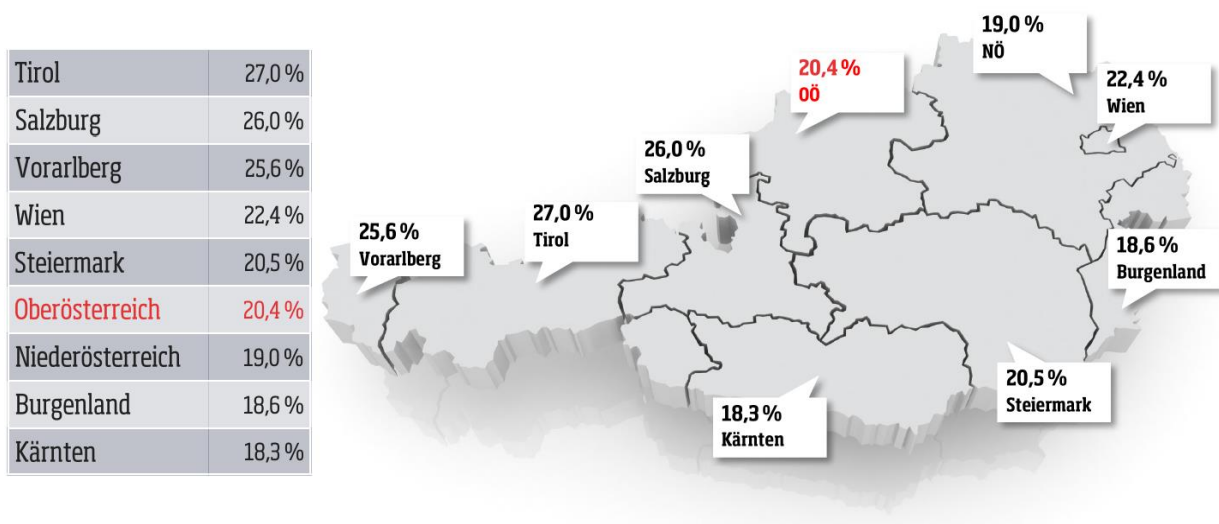 Tirol 27,0 %
Salzburg 26,0 %
Vorarlberg 25,6 %
Wien 22,4 %
Steiermark 20,5 %
Oberösterreich 20,4 %
Niederösterreich 19,0 %
Burgenland 18,6 %
Kärnten 18,3 %
19,0 %
NÖ
20,4 %
OÖ
22,4 %
Wien
26,0 %
Salzburg
27,0 %
Tirol
25,6 %
Vorarlberg
18,6 %
Burgenland
20,5 %
Steiermark
18,3 %
Kärnten